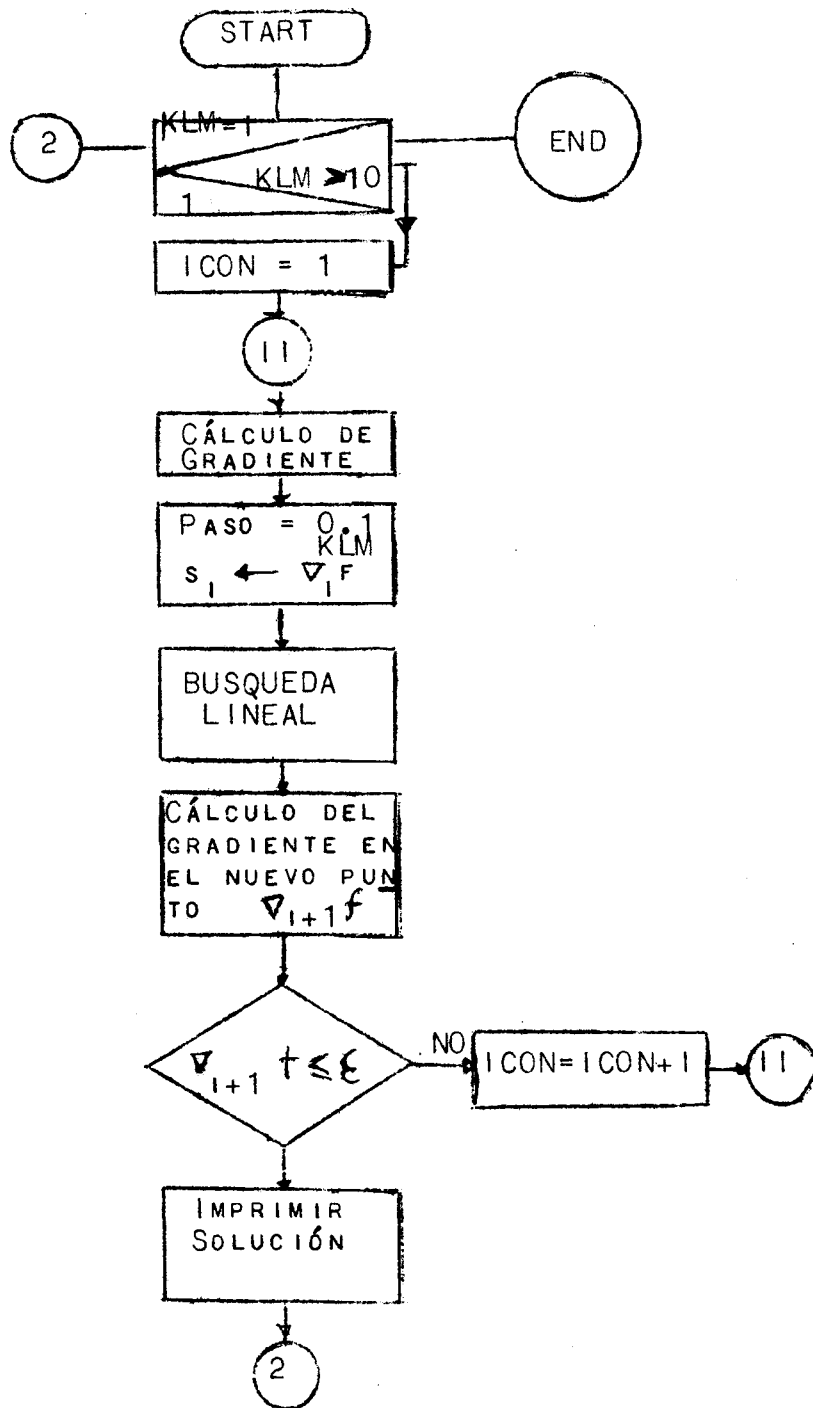 START
2
KLM=1
KLM >10
1
END
ICON = 1
11
CÁLCULO DE
GRADIENTE
PASO = 0.1
KLM
S I ← ∇ I F
BUSQUEDA
LINEAL
CÁLCULO DEL
GRADIENTE EN
EL NUEVO PUN
TO ∇ I+1 f
∇ I+1 f ≤ ε
NO
ICON=ICON+1
11
IMPRIMIR
SOLUCIÓN
2